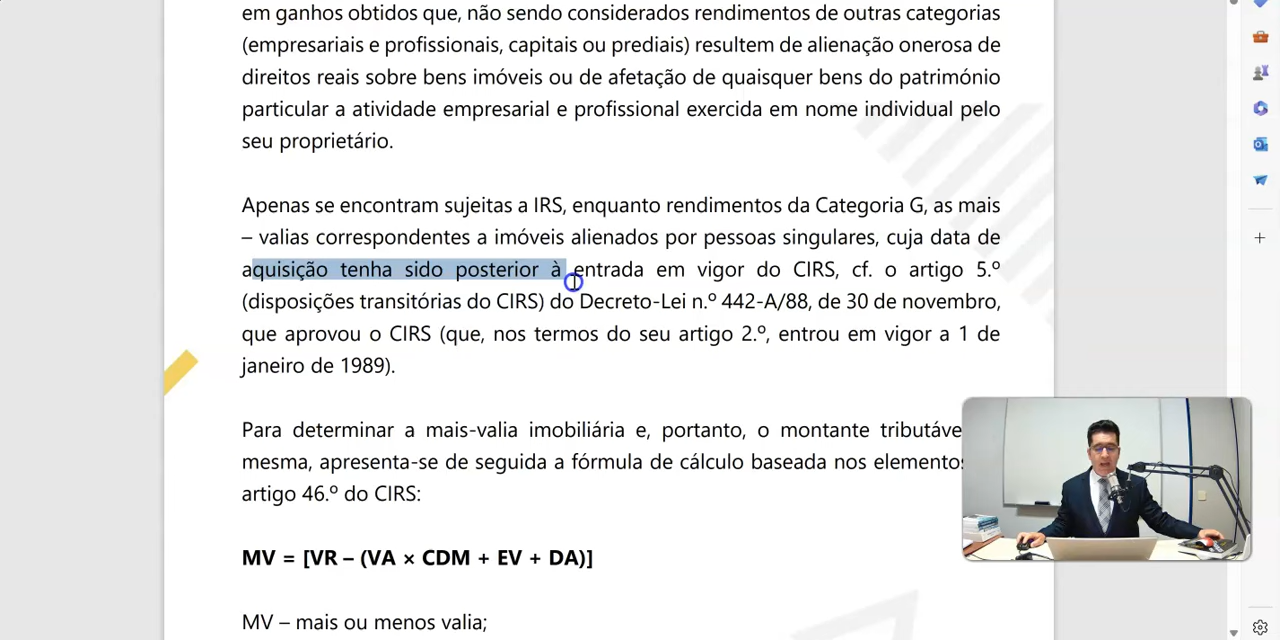 em ganhos obtidos que, não sendo considerados rendimentos de outras categorias
(empresariais e profissionais, capitais ou prediais) resultem de alienação onerosa de
direitos reais sobre bens imóveis ou de afetação de quaisquer bens do património
particular a atividade empresarial e profissional exercida em nome individual pelo
seu proprietário.
Apenas se encontram sujeitas a IRS, enquanto rendimentos da Categoria G, as mais
– valias correspondentes a imóveis alienados por pessoas singulares, cuja data de
aquisição tenha sido posterior à entrada em vigor do CIRS, cf. o artigo 5.º
(disposições transitórias do CIRS) do Decreto-Lei n.º 442-A/88, de 30 de novembro,
que aprovou o CIRS (que, nos termos do seu artigo 2.º, entrou em vigor a 1 de
janeiro de 1989).
Para determinar a mais-valia imobiliária e, portanto, o montante
mesma, apresenta-se de seguida a fórmula de cálculo baseada nos
artigo 46.º do CIRS:
MV = [VR – (VA × CDM + EV + DA)]
MV – mais ou menos valia;